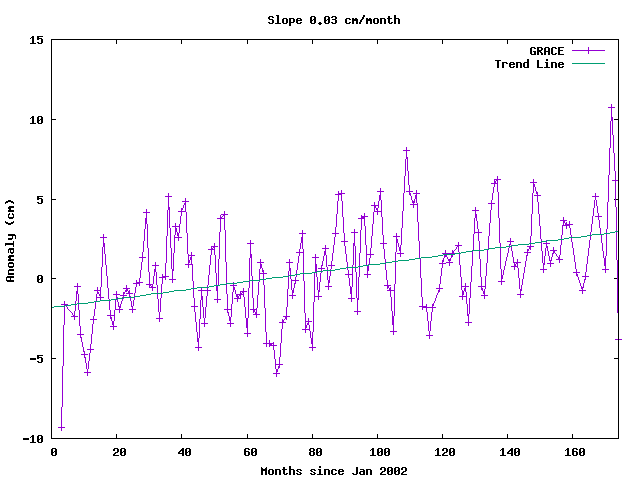 Slope 0.03 cm/month
15
GRACE
Trend Line
10
5
0
-5
-10
Anomaly (cm)
0 20 40 60 80 100 120 140 160
Months since Jan 2002